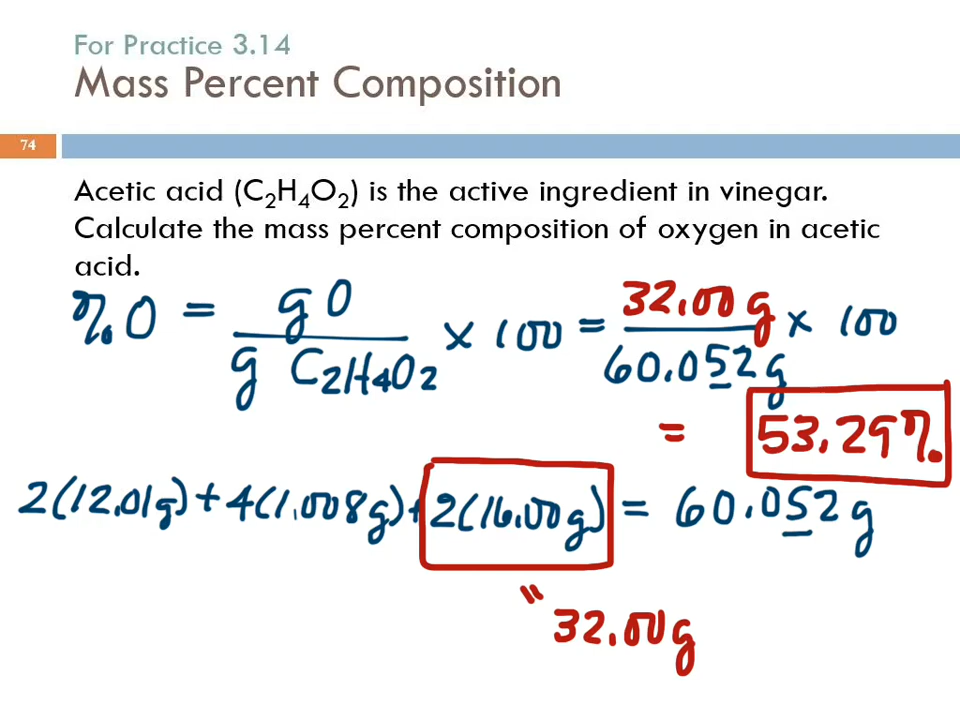 For Practice 3.14
Mass Percent Composition
74
Acetic acid (C₂H₄O₂) is the active ingredient in vinegar.
Calculate the mass percent composition of oxygen in acetic
acid.
% O = g O / g C₂H₄O₂ × 100 = 32.00 g / 60.052 g × 100
= 53.29%
2(12.01g) + 4(1.008g) + 2(16.00g) = 60.052 g
" 32.00 g